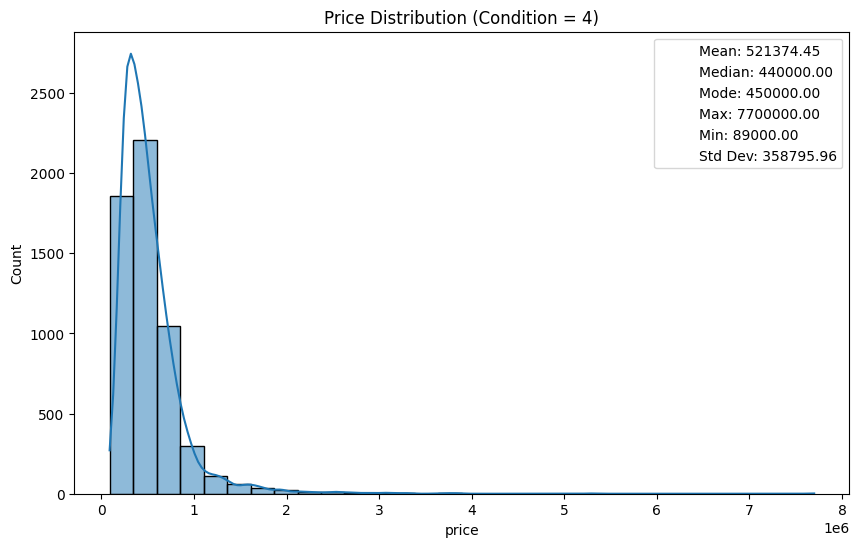 Price Distribution (Condition = 4)
Mean: 521374.45
Median: 440000.00
Mode: 450000.00
Max: 7700000.00
Min: 89000.00
Std Dev: 358795.96
Count
2500
2000
1500
1000
500
0
0 1 2 3 4 5 6 7 8
1e6
price